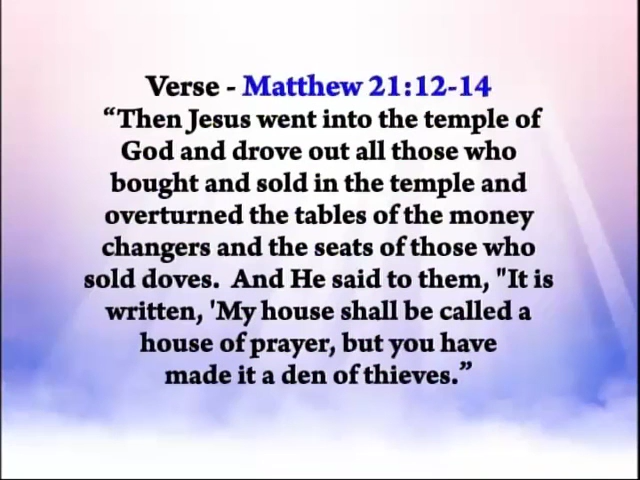 Verse - Matthew 21:12-14
“Then Jesus went into the temple of
God and drove out all those who
bought and sold in the temple and
overturned the tables of the money
changers and the seats of those who
sold doves.  And He said to them, "It is
written, 'My house shall be called a
house of prayer, but you have
made it a den of thieves.”